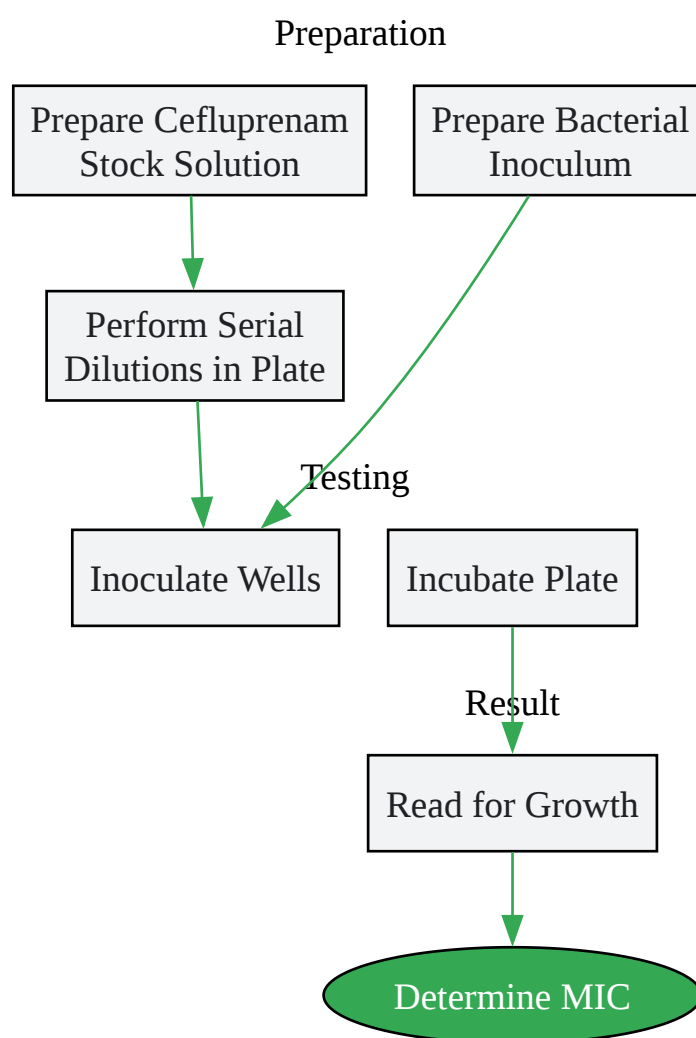 Preparation
Prepare Cefluprenam
Stock Solution
Prepare Bacterial
Inoculum
Perform Serial
Dilutions in Plate
Testing
Inoculate Wells
Incubate Plate
Result
Read for Growth
Determine MIC